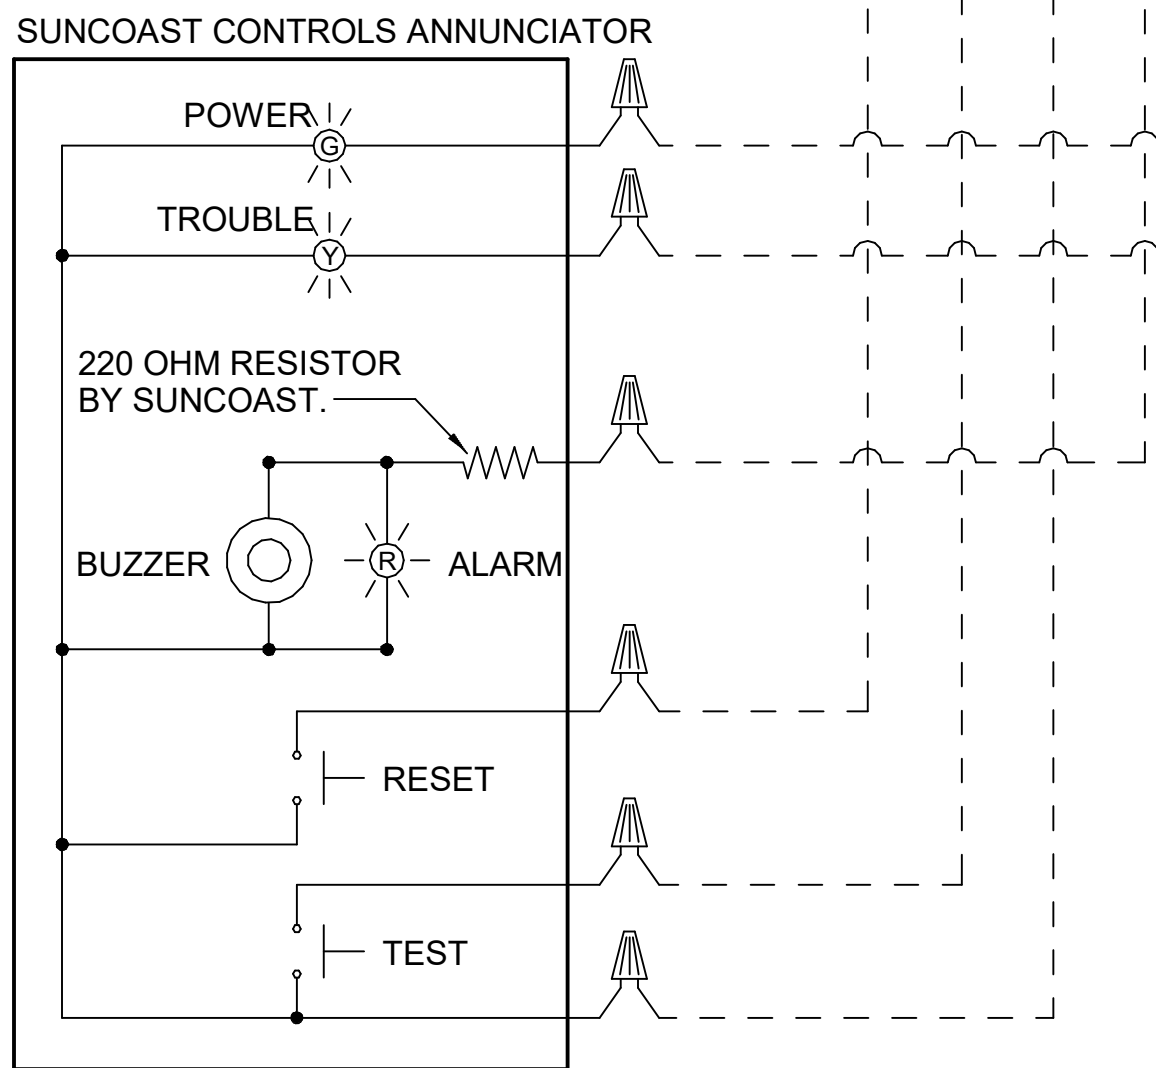 SUNCOAST CONTROLS ANNUNCIATOR
POWER
G
TROUBLE
Y
220 OHM RESISTOR
BY SUNCOAST.
BUZZER
R
ALARM
RESET
TEST